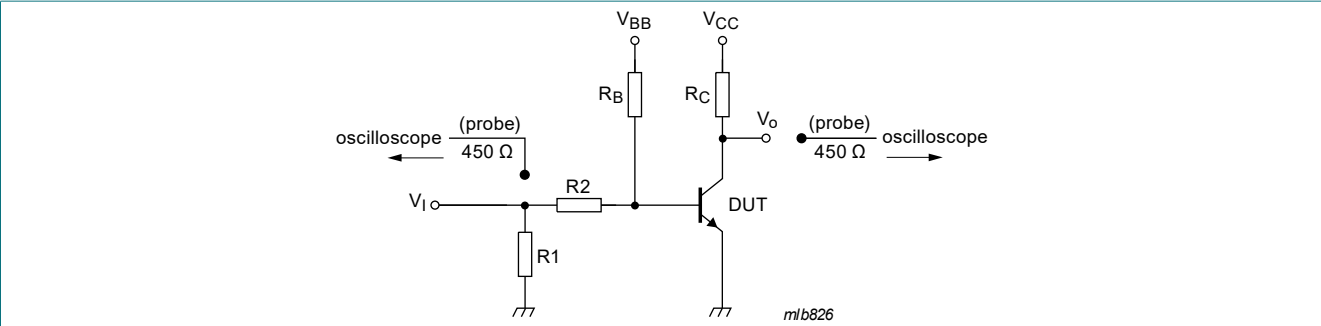 VBB
VCC
RB
RC
Vo
(probe)
oscilloscope
450 Ω
(probe)
oscilloscope
450 Ω
R2
VI
DUT
R1
mlb826